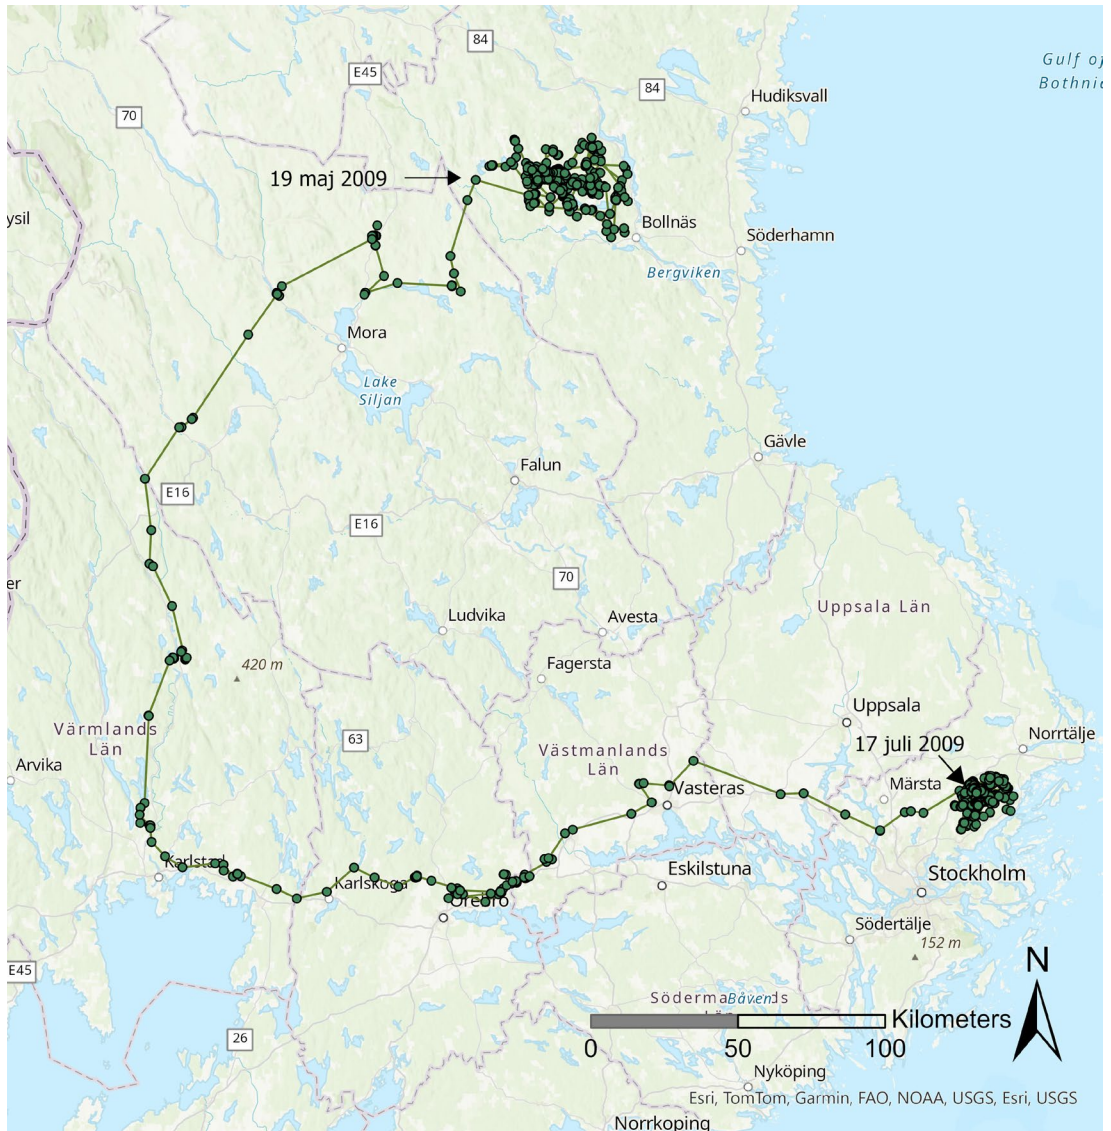 84
E45
84
Gulf of
Bothnia
Hudiksvall
70
19 maj 2009
ysil
Bollnäs
Söderhamn
Bergviken
Mora
Lake
Siljan
Gävle
Falun
E16
E16
70
er
Ludvika
Avesta
Uppsala Län
Fagersta
420 m
Uppsala
Värmlands
Län
63
Västmanlands
Län
17 juli 2009
Norrtälje
Arvika
Märsta
Vasteras
Karlstad
Eskilstuna
Karlskoga
Stockholm
Örebro
Södertälje
152 m
E45
N
Båven
Kilometers
26
0 50 100
Nyköping
Esri, TomTom, Garmin, FAO, NOAA, USGS, Esri, USGS
Norrkoping